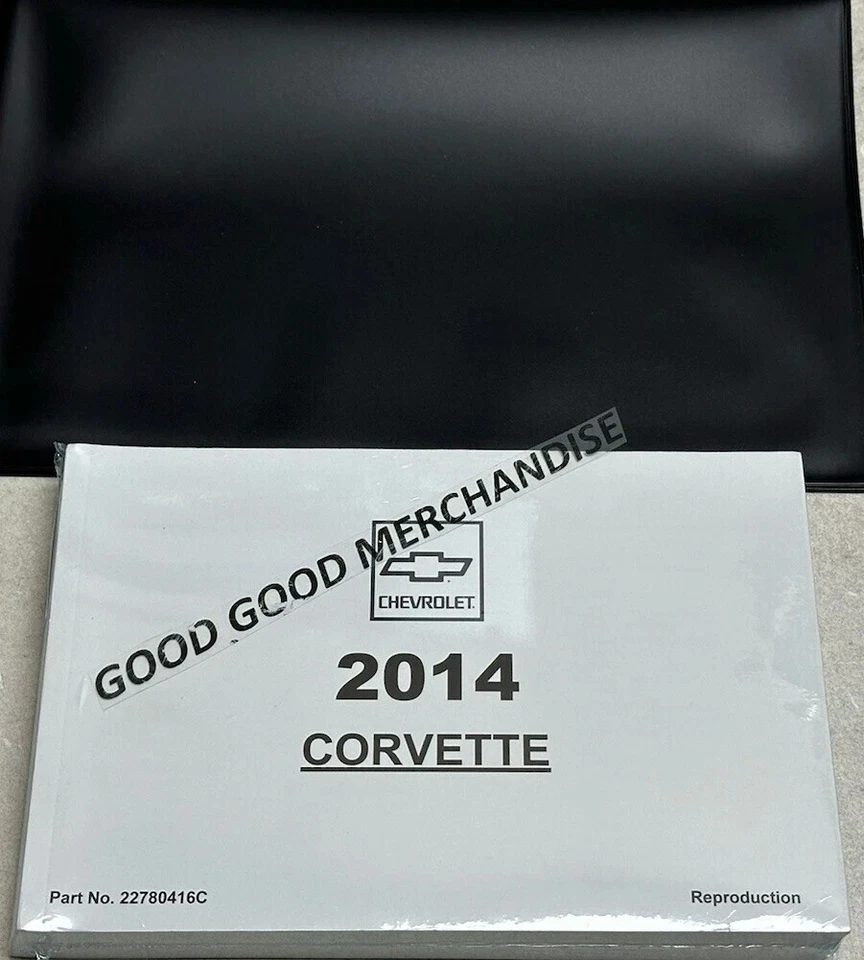 GOOD GOOD MERCHANDISE
CHEVROLET
2014
CORVETTE
Part No. 22780416C
Reproduction